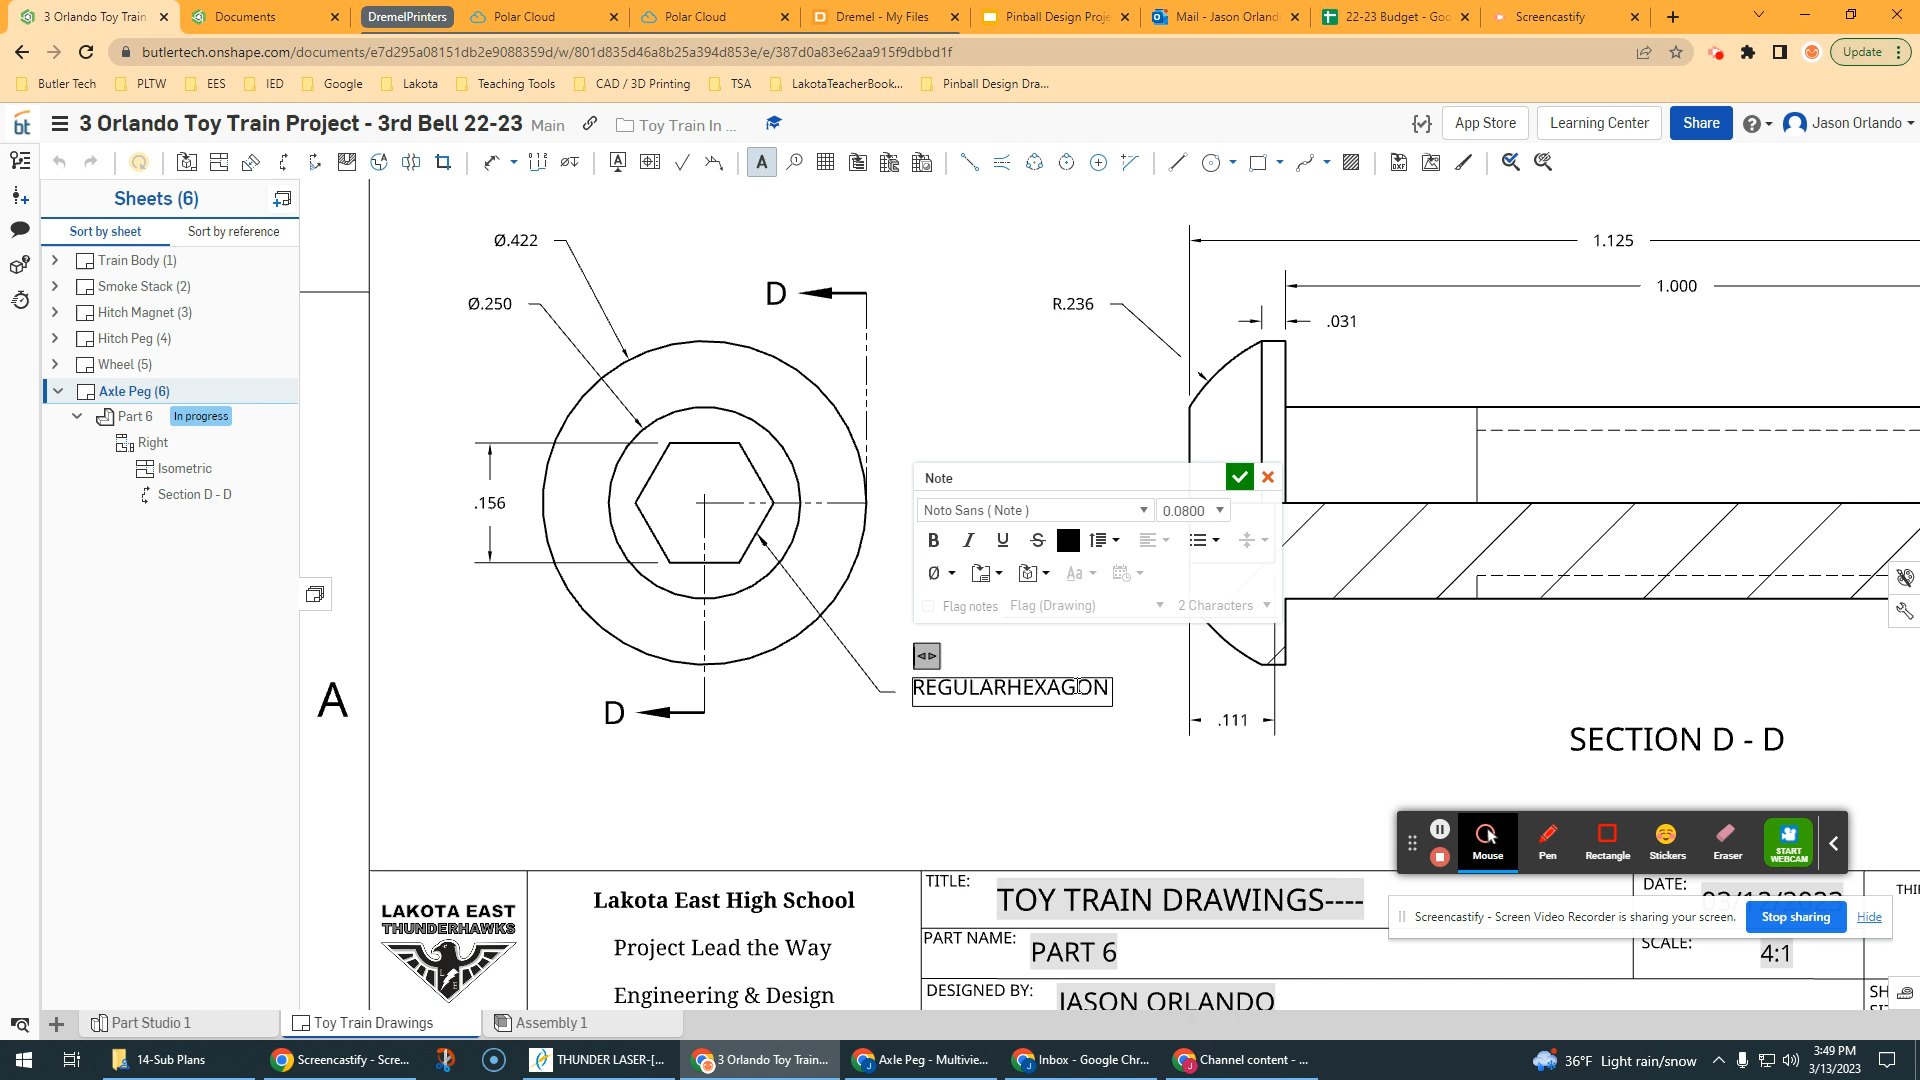 3 Orlando Toy Train
Documents
DremelPrinters
Polar Cloud
Polar Cloud
Dremel - My Files
Pinball Design Proje
Mail - Jason Orland
22-23 Budget - Goo
Screencastify
butlertech.onshape.com/documents/e7d295a08151db2e9088359d/w/801d835d46a8b25a394d853e/e/387d0a83e62aa915f9dbbd1f
Update
Butler Tech
PLTW
EES
IED
Google
Lakota
Teaching Tools
CAD / 3D Printing
TSA
LakotaTeacherBook...
Pinball Design Dra...
bt
3 Orlando Toy Train Project - 3rd Bell 22-23
Main
Toy Train In ...
App Store
Learning Center
Share
Jason Orlando
Sheets (6)
Sort by sheet
Sort by reference
Train Body (1)
Smoke Stack (2)
Hitch Magnet (3)
Hitch Peg (4)
Wheel (5)
Axle Peg (6)
Part 6
In progress
Right
Isometric
Section D - D
Ø.422
Ø.250
D
.156
D
A
R.236
1.125
1.000
.031
.111
Note
Noto Sans ( Note )
0.0800
Flag notes
Flag (Drawing)
2 Characters
REGULARHEXAGON
SECTION D - D
Mouse
Pen
Rectangle
Stickers
Eraser
START WEBCAM
Screencastify - Screen Video Recorder is sharing your screen.
Stop sharing
Hide
LAKOTA EAST
THUNDERHAWKS
Lakota East High School
Project Lead the Way
Engineering & Design
TITLE:
TOY TRAIN DRAWINGS----
PART NAME:
PART 6
DESIGNED BY:
JASON ORLANDO
DATE:
03/12/2023
SCALE:
4:1
Part Studio 1
Toy Train Drawings
Assembly 1
14-Sub Plans
Screencastify - Scre...
THUNDER LASER-[...
3 Orlando Toy Train...
Axle Peg - Multivie...
Inbox - Google Chr...
Channel content - ...
36°F Light rain/snow
3:49 PM
3/13/2023